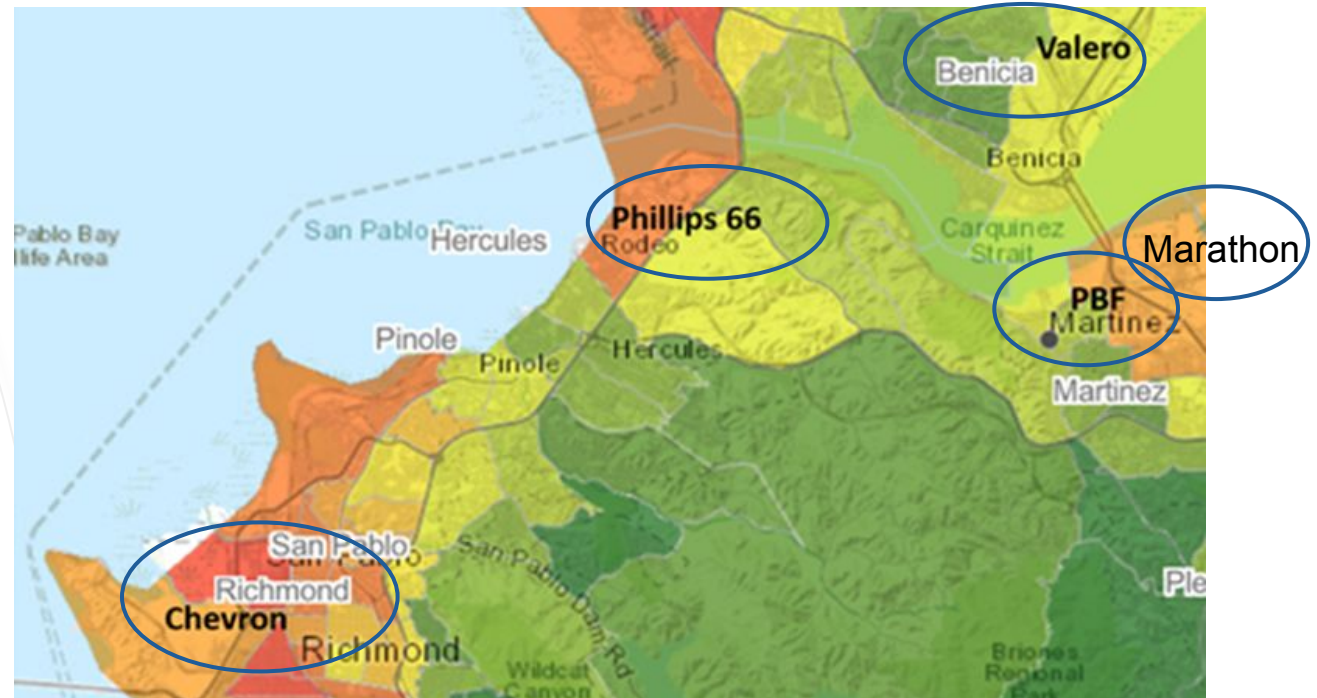 Strait
Valero
Benicia
Benicia
Phillips 66
Rodeo
San Pablo Bay
Hercules
Pablo Bay
llife Area
Carquinez
Strait
Marathon
PBF
Martinez
Martinez
Pinole
Pinole
Hercules
San Pablo
San Pablo
Richmond
Chevron
Richmond
San Pablo Dam Rd
Ple
Wildcat
Canyon
Briones
Regional
Park